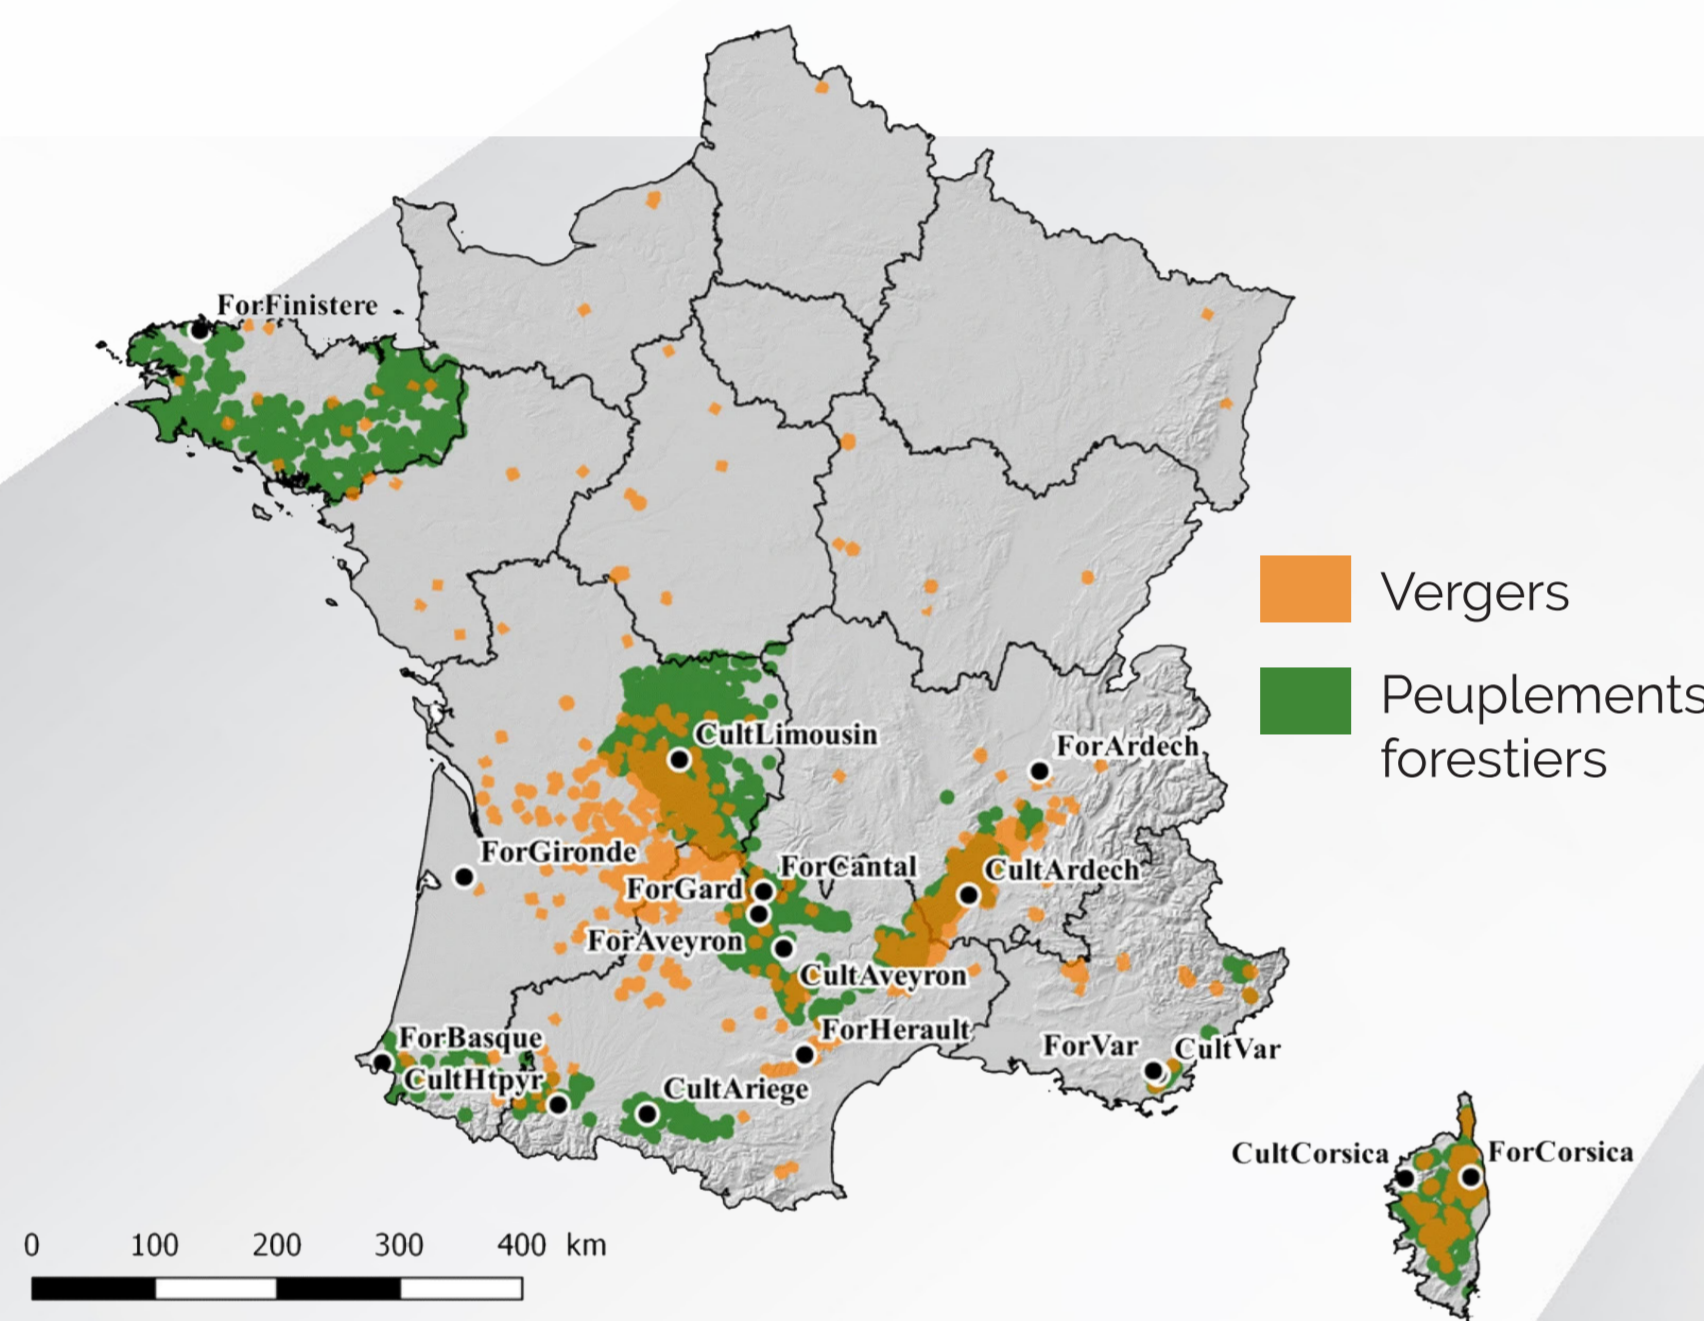 ForFinistere
Vergers
Peuplements
forestiers
CultLimousin
ForArdech
ForGironde
ForCantal
CultArdech
ForGard
ForAveyron
CultAveyron
ForHerault
ForBasque
ForVar
CultVar
CultHtpyr
CultAriege
CultCorsica
ForCorsica
0 100 200 300 400 km